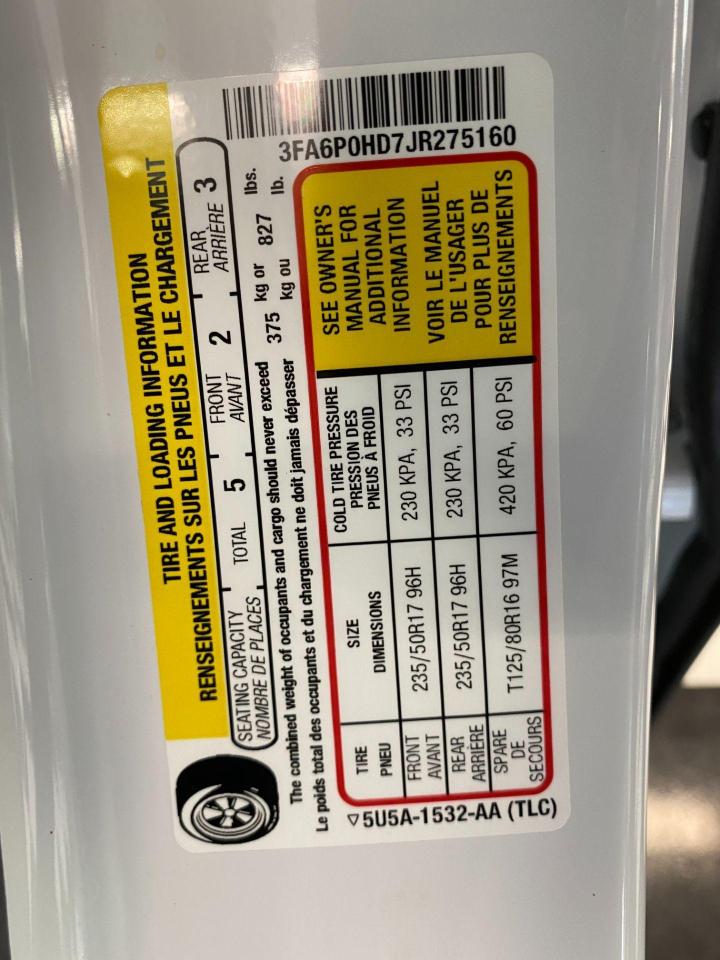 TIRE AND LOADING INFORMATION
RENSEIGNEMENTS SUR LES PNEUS ET LE CHARGEMENT
SEATING CAPACITY TOTAL 5 FRONT 2 REAR 3
NOMBRE DE PLACES AVANT ARRIÈRE
The combined weight of occupants and cargo should never exceed 375 kg or 827 lbs.
Le poids total des occupants et du chargement ne doit jamais dépasser kg ou lb.
3FA6P0HD7JR275160
TIRE SIZE COLD TIRE PRESSURE
PNEU DIMENSIONS PRESSION DES
PNEUS À FROID
FRONT 235/50R17 96H 230 KPA, 33 PSI
AVANT
REAR 235/50R17 96H 230 KPA, 33 PSI
ARRIÈRE
SPARE T125/80R16 97M 420 KPA, 60 PSI
DE
SECOURS
SEE OWNER'S
MANUAL FOR
ADDITIONAL
INFORMATION
VOIR LE MANUEL
DE L'USAGER
POUR PLUS DE
RENSEIGNEMENTS
5U5A-1532-AA (TLC)